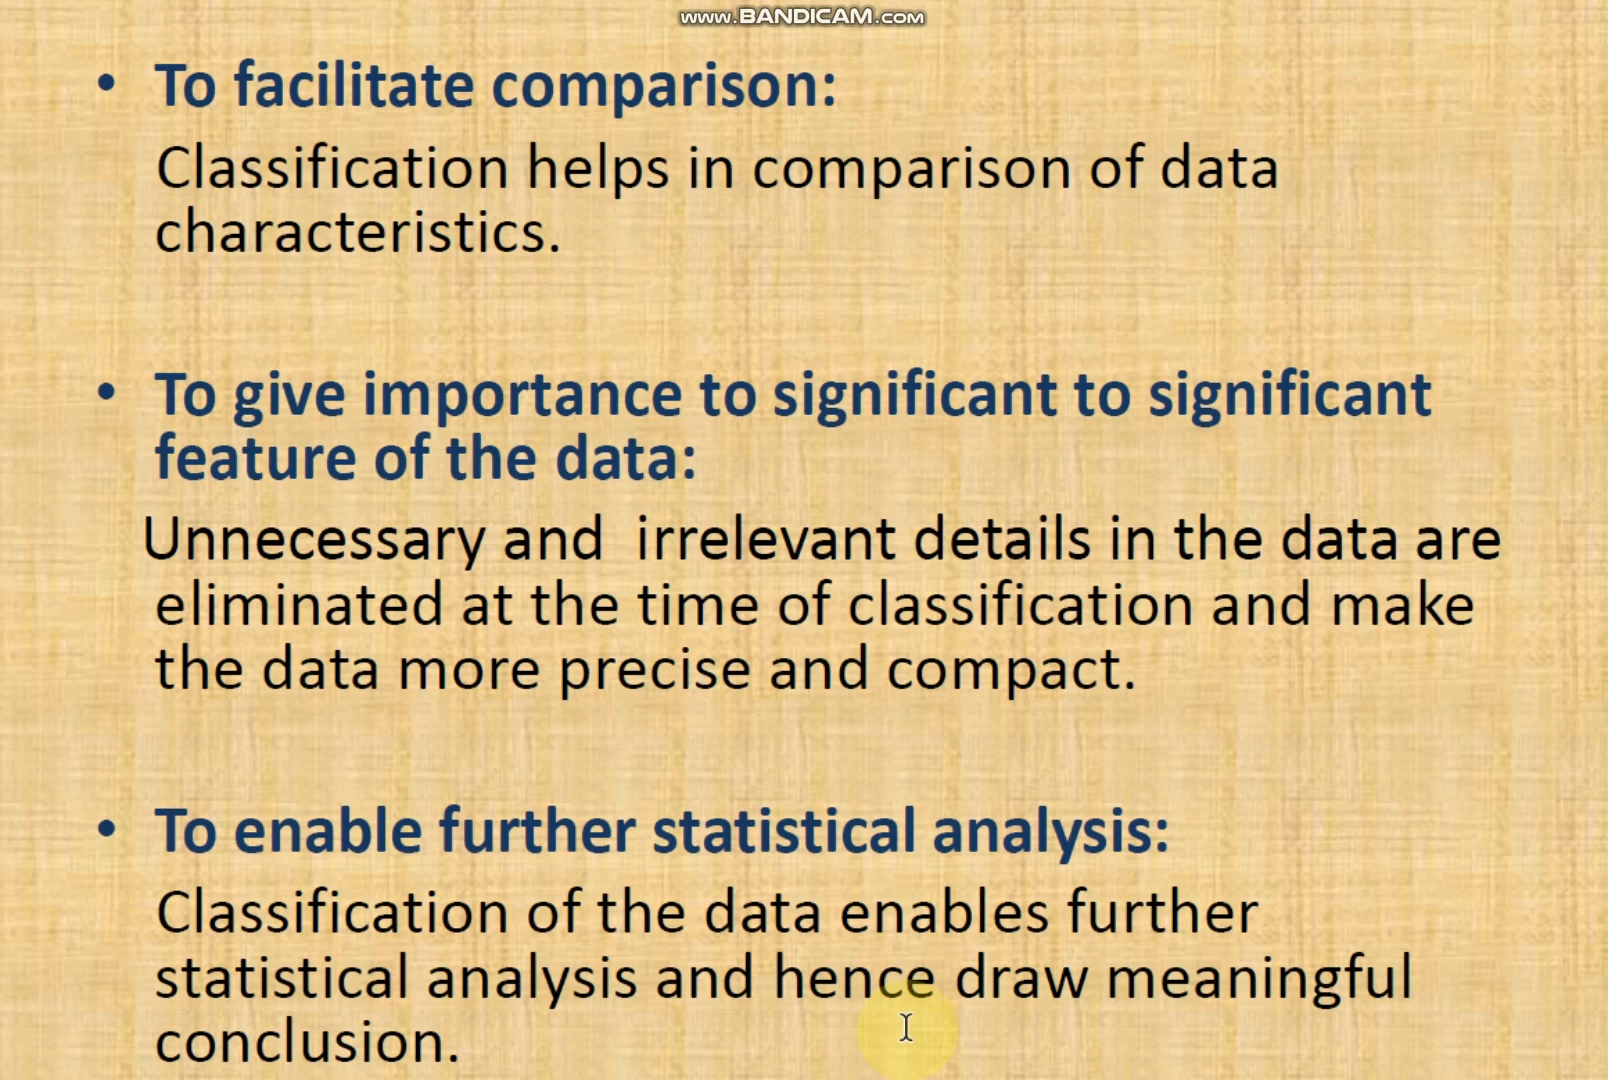 www.BANDICAM.com
• To facilitate comparison:
Classification helps in comparison of data
characteristics.
• To give importance to significant to significant
feature of the data:
Unnecessary and  irrelevant details in the data are
eliminated at the time of classification and make
the data more precise and compact.
• To enable further statistical analysis:
Classification of the data enables further
statistical analysis and hence draw meaningful
conclusion.